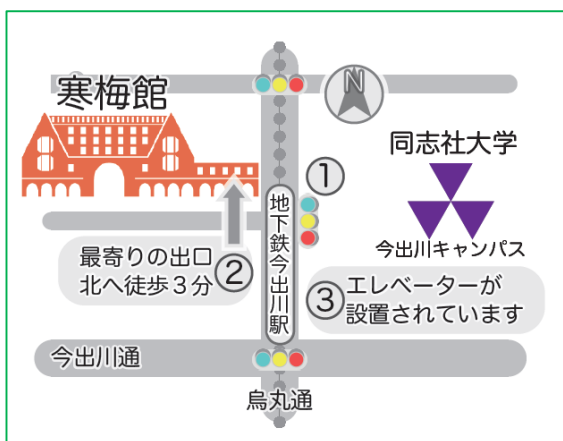 寒梅館
N
同志社大学
①
地下鉄今出川駅
今出川キャンパス
最寄りの出口
北へ徒歩3分
②
③
エレベーターが
設置されています
今出川通
烏丸通